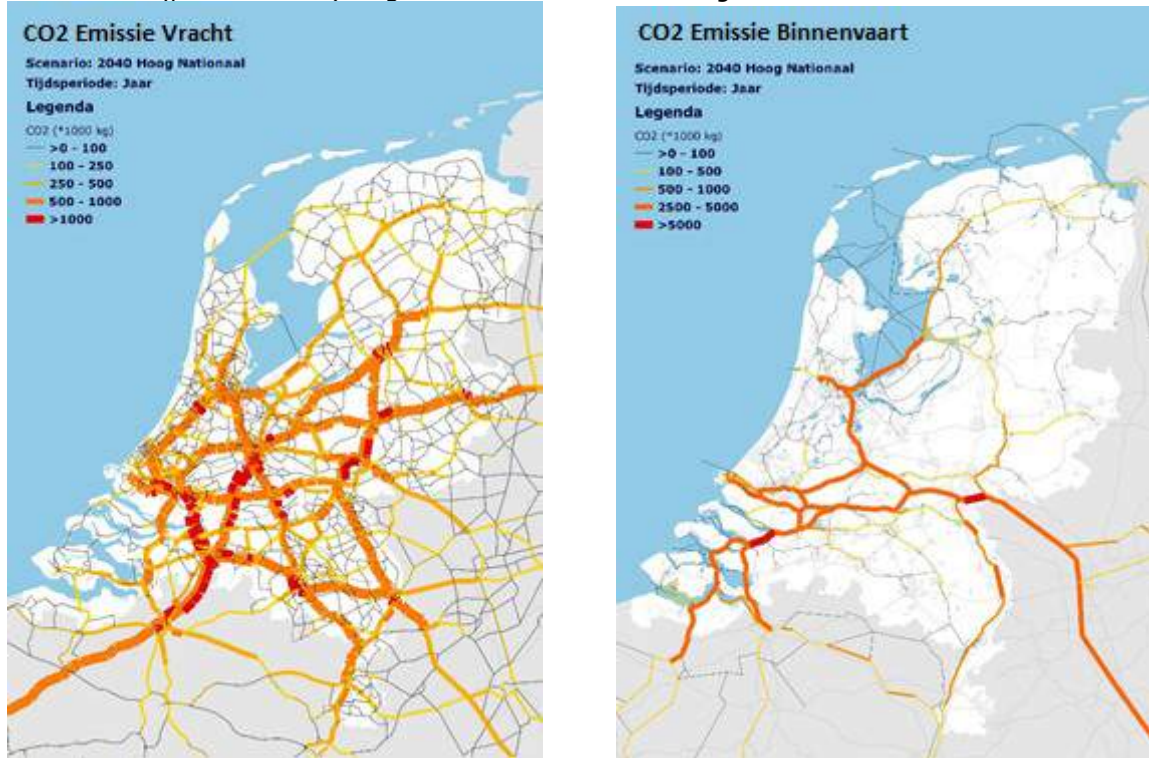 CO2 Emissie Vracht
Scenario: 2040 Hoog Nationaal
Tijdsperiode: Jaar
Legenda
CO2 (*1000 kg)
>0 - 100
100 - 250
250 - 500
500 - 1000
>1000
CO2 Emissie Binnenvaart
Scenario: 2040 Hoog Nationaal
Tijdsperiode: Jaar
Legenda
CO2 (*1000 kg)
>0 - 100
100 - 500
500 - 1000
2500 - 5000
>5000